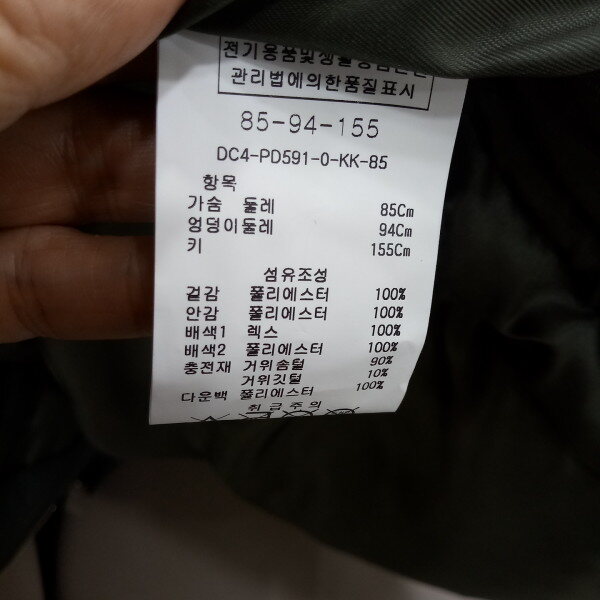 전기용품및생활용품안전
관리법에의한품질표시
85-94-155
DC4-PD591-0-KK-85
항목
가슴 둘레 85Cm
엉덩이둘레 94Cm
키 155Cm
섬유조성
겉감 폴리에스터 100%
안감 폴리에스터 100%
배색1 렉스 100%
배색2 폴리에스터 100%
충전재 거위솜털 90%
거위깃털 10%
다운백 폴리에스터 100%
취급주의